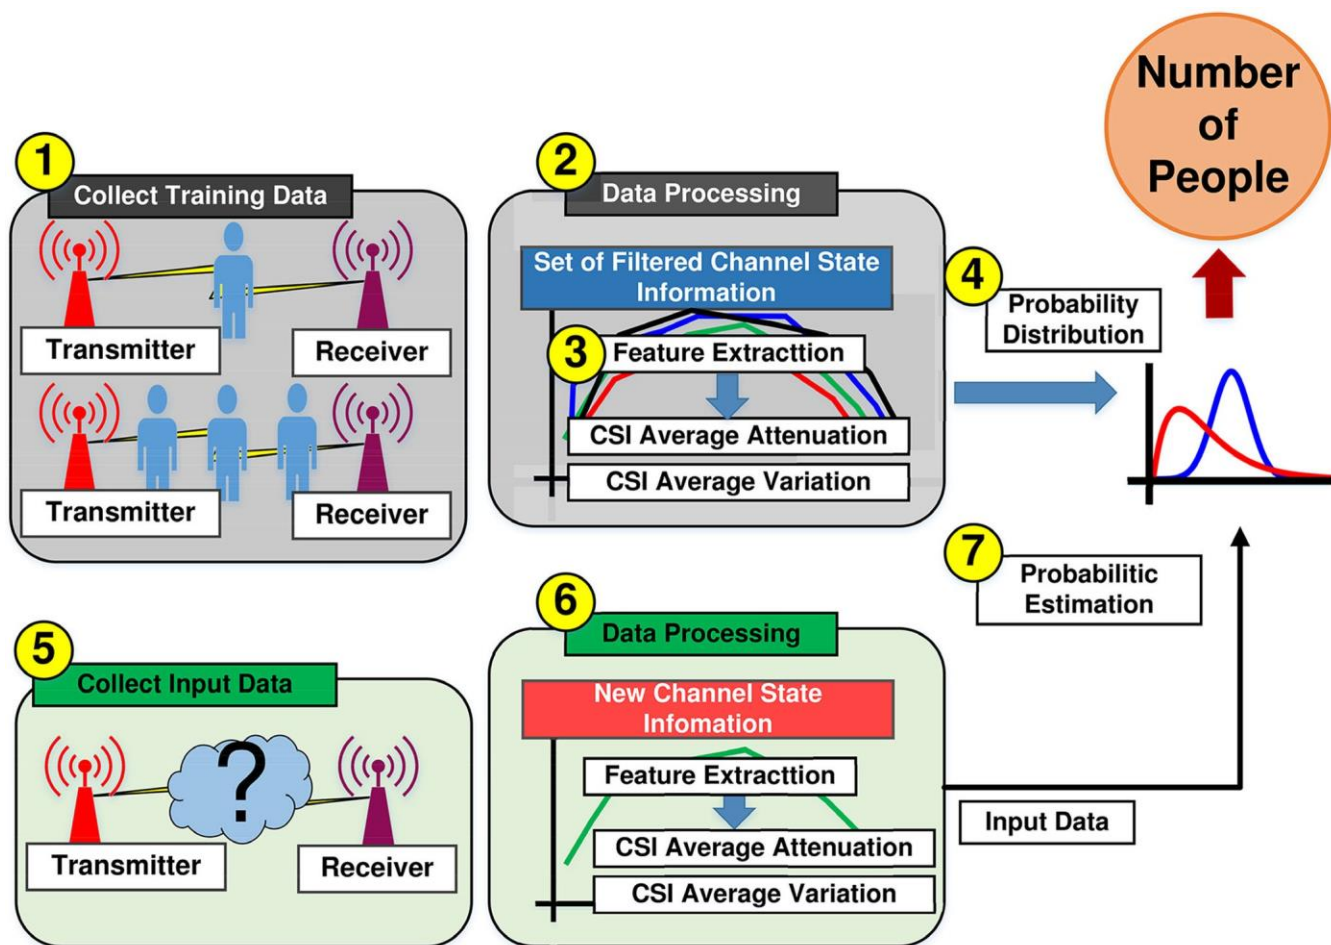 Number
of
People
1
Collect Training Data
Transmitter
Receiver
Transmitter
Receiver
2
Data Processing
Set of Filtered Channel State
Information
3
Feature Extracttion
CSI Average Attenuation
CSI Average Variation
4
Probability
Distribution
5
Collect Input Data
?
Transmitter
Receiver
6
Data Processing
New Channel State
Infomation
Feature Extracttion
CSI Average Attenuation
CSI Average Variation
7
Probabilitic
Estimation
Input Data